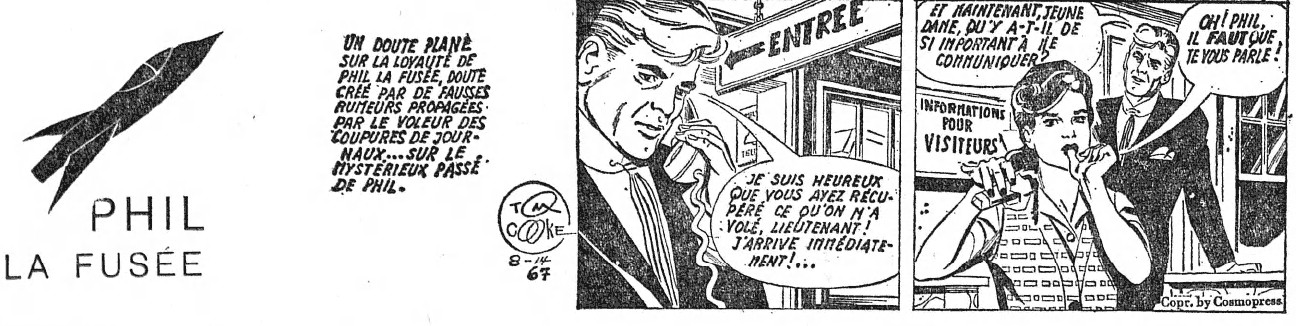 PHIL
LA FUSÉE
UN DOUTE PLANE
SUR LA LOYAUTÉ DE
PHIL LA FUSÉE, DOUTE
CRÉÉ PAR DE FAUSSES
RUMEURS PROPAGÉES
PAR LE VOLEUR DES
COUPURES DE JOUR-
NAUX...SUR LE
MYSTÉRIEUX PASSÉ
DE PHIL.
TOM
COOKE
8-14
67
ENTREE
JE SUIS HEUREUX
QUE VOUS AYEZ RÉCU-
PÉRÉ CE QU'ON M'A
VOLÉ, LIEUTENANT!
J'ARRIVE IMMÉDIATE-
MENT!...
ET MAINTENANT, JEUNE
DAME, QU'Y A-T-IL DE
SI IMPORTANT À ME
COMMUNIQUER?
OH! PHIL,
IL FAUT QUE
JE VOUS PARLE!
INFORMATIONS
POUR
VISITEURS
Copr. by Cosmopress